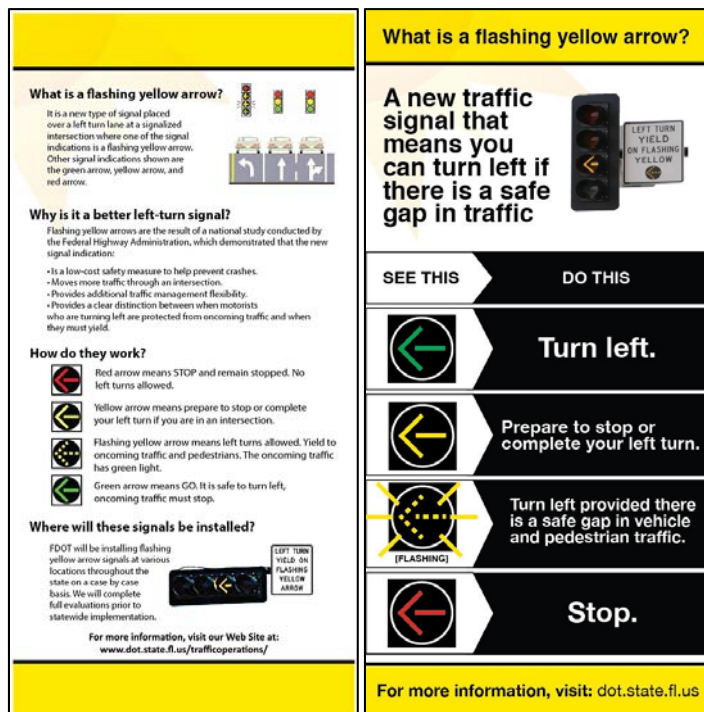 What is a flashing yellow arrow?
It is a new type of signal placed
over a left turn lane at a signalized
intersection where one of the signal
indications is a flashing yellow arrow.
Other signal indications shown are
the green arrow, yellow arrow, and
red arrow.
Why is it a better left-turn signal?
Flashing yellow arrows are the result of a national study conducted by
the Federal Highway Administration, which demonstrated that the new
signal indication:
• Is a low-cost safety measure to help prevent crashes.
• Moves more traffic through an intersection.
• Provides additional traffic management flexibility.
• Provides a clear distinction between when motorists
who are turning left are protected from oncoming traffic and when
they must yield.
How do they work?
Red arrow means STOP and remain stopped. No
left turns allowed.
Yellow arrow means prepare to stop or complete
your left turn if you are in an intersection.
Flashing yellow arrow means left turns allowed. Yield to
oncoming traffic and pedestrians. The oncoming traffic
has green light.
Green arrow means GO. It is safe to turn left,
oncoming traffic must stop.
Where will these signals be installed?
FDOT will be installing flashing
yellow arrow signals at various
locations throughout the
state on a case by case
basis. We will complete
full evaluations prior to
statewide implementation.
LEFT TURN
YIELD ON
FLASHING
YELLOW
ARROW
For more information, visit our Web Site at:
www.dot.state.fl.us/trafficoperations/
What is a flashing yellow arrow?
A new traffic
signal that
means you
can turn left if
there is a safe
gap in traffic
LEFT TURN
YIELD
ON FLASHING
YELLOW
SEE THIS
DO THIS
Turn left.
Prepare to stop or
complete your left turn.
[FLASHING]
Turn left provided there
is a safe gap in vehicle
and pedestrian traffic.
Stop.
For more information, visit: dot.state.fl.us